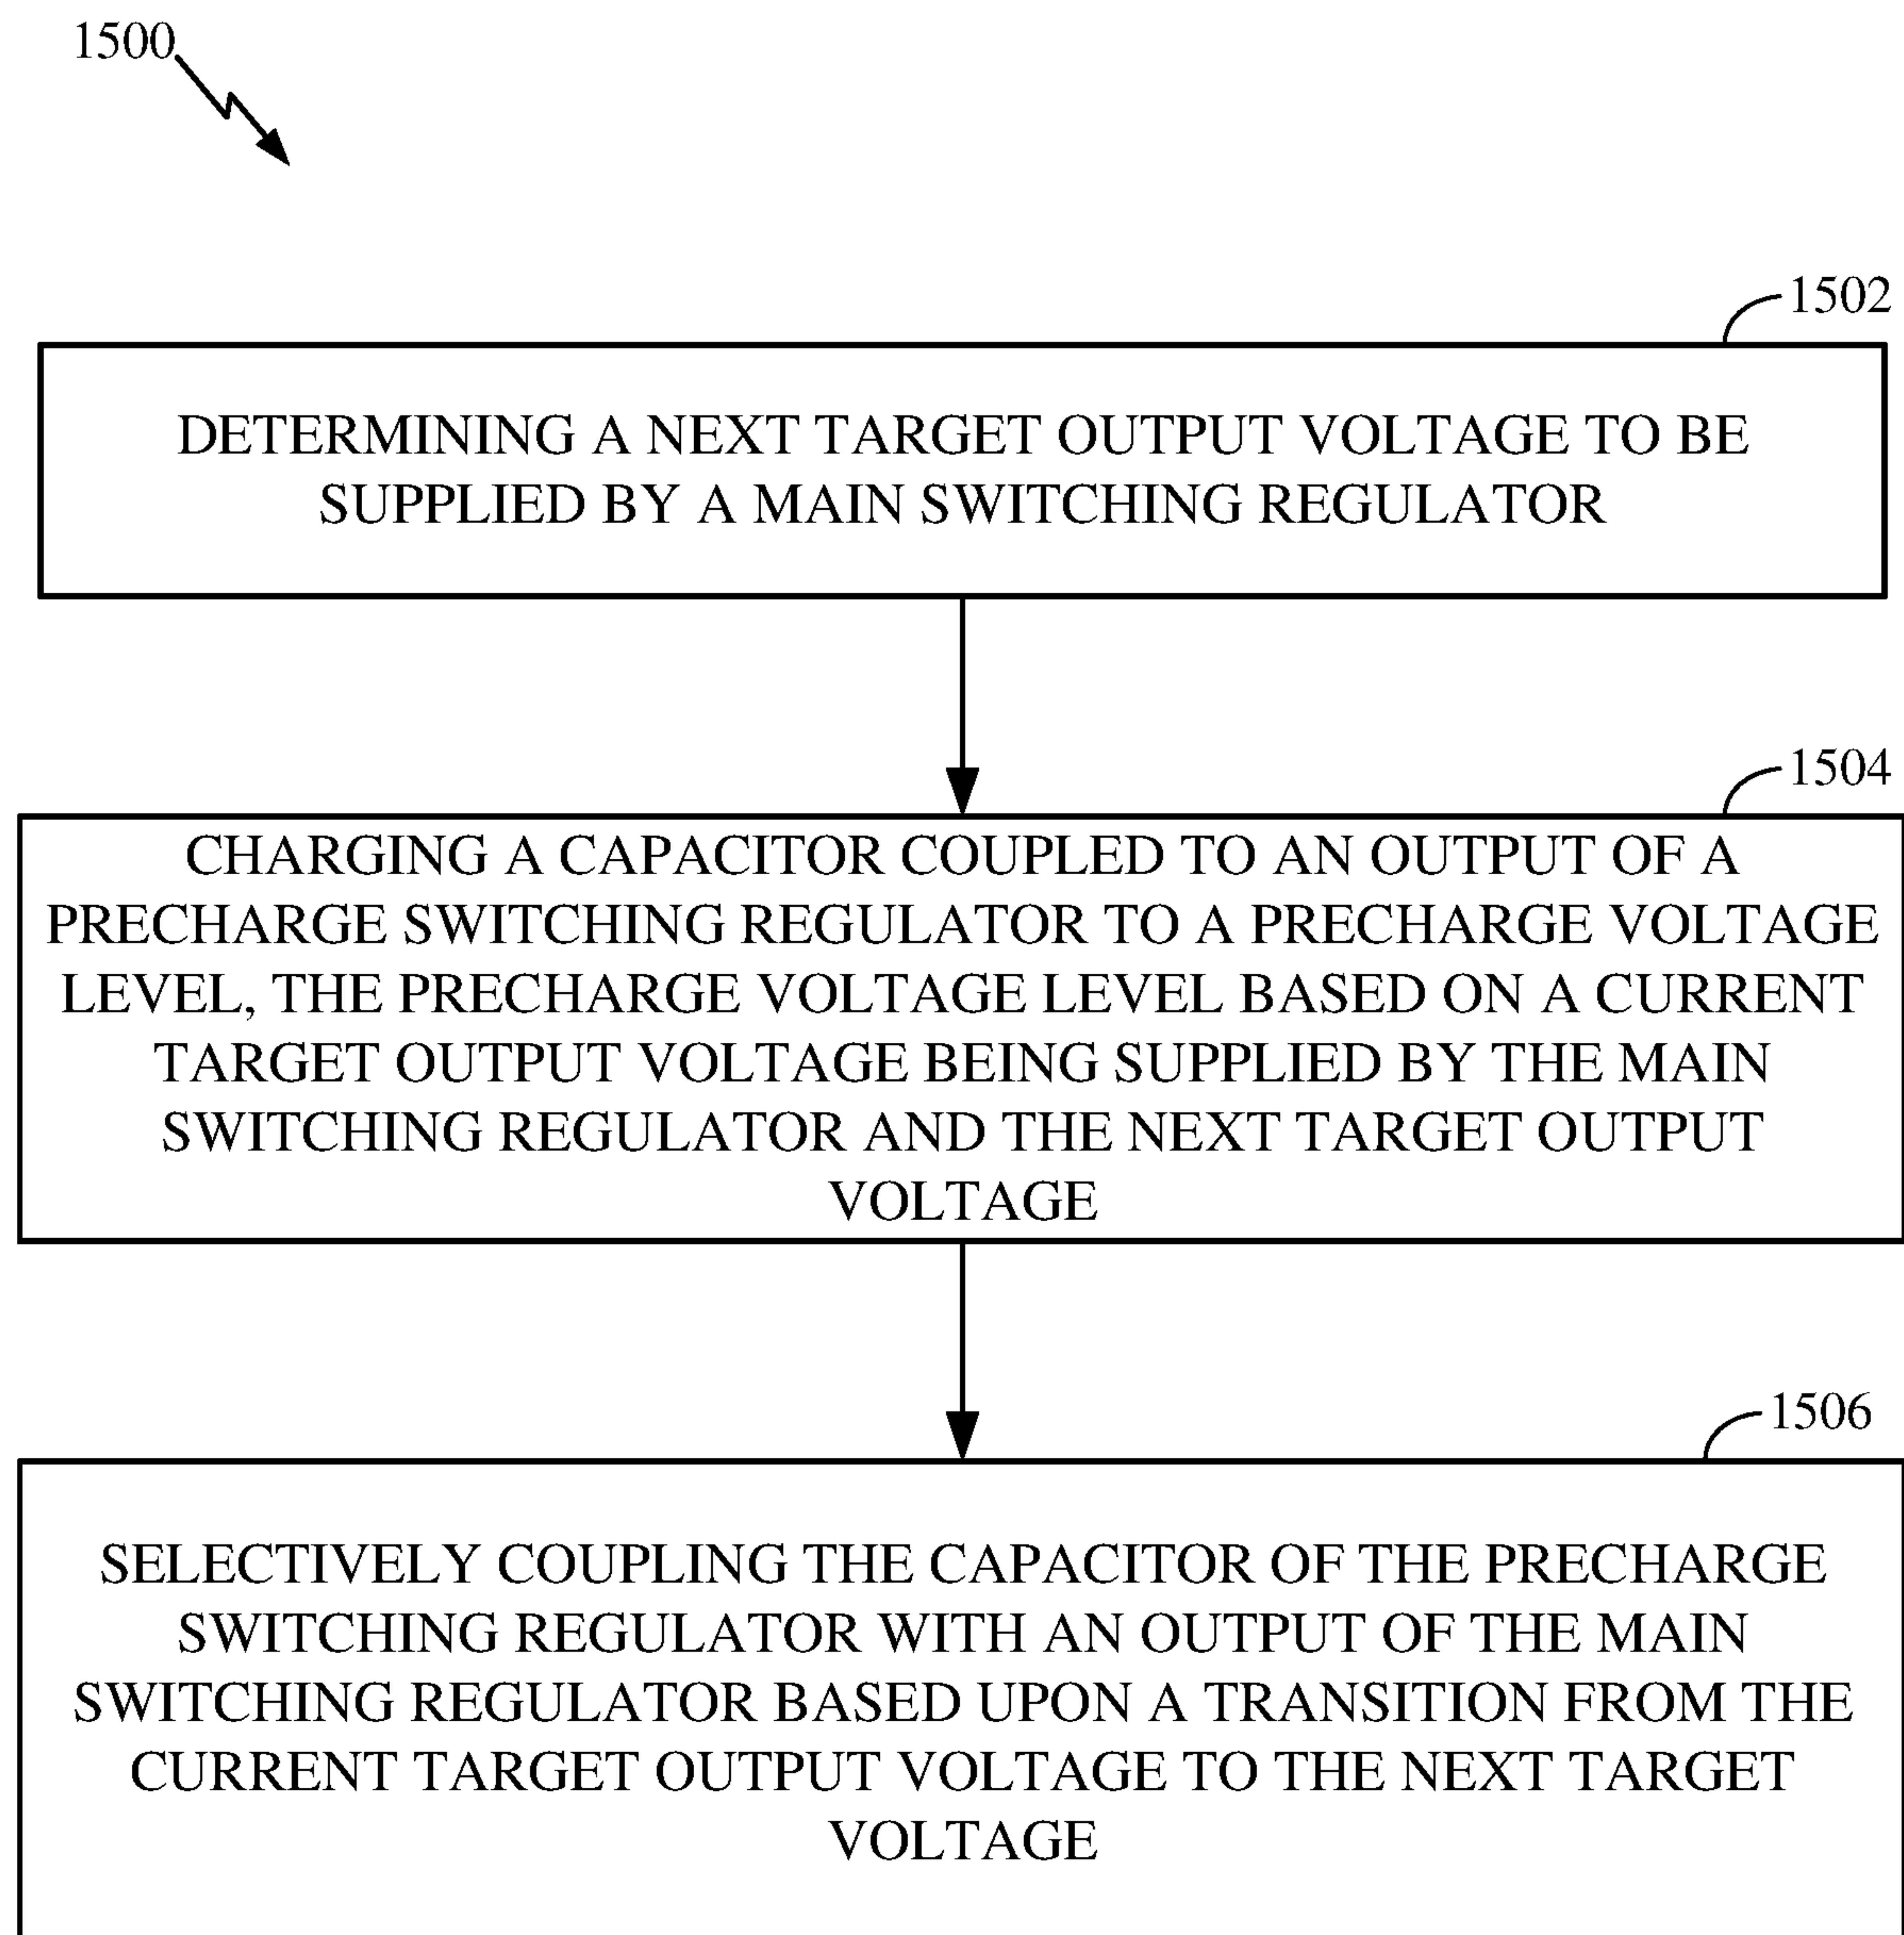 1500
1502
DETERMINING A NEXT TARGET OUTPUT VOLTAGE TO BE
SUPPLIED BY A MAIN SWITCHING REGULATOR
1504
CHARGING A CAPACITOR COUPLED TO AN OUTPUT OF A
PRECHARGE SWITCHING REGULATOR TO A PRECHARGE VOLTAGE
LEVEL, THE PRECHARGE VOLTAGE LEVEL BASED ON A CURRENT
TARGET OUTPUT VOLTAGE BEING SUPPLIED BY THE MAIN
SWITCHING REGULATOR AND THE NEXT TARGET OUTPUT
VOLTAGE
1506
SELECTIVELY COUPLING THE CAPACITOR OF THE PRECHARGE
SWITCHING REGULATOR WITH AN OUTPUT OF THE MAIN
SWITCHING REGULATOR BASED UPON A TRANSITION FROM THE
CURRENT TARGET OUTPUT VOLTAGE TO THE NEXT TARGET
VOLTAGE